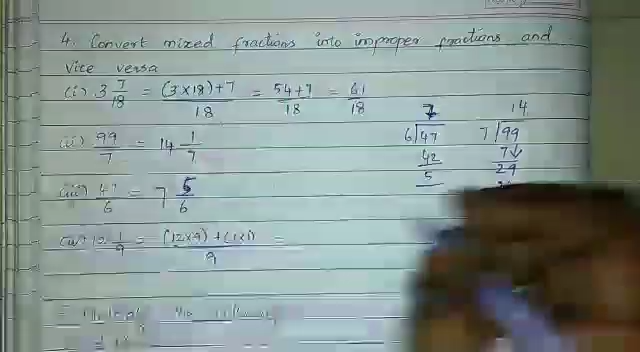 4. Convert mixed fractions into improper fractions and
vice versa
(i) 3 7/18 = (3×18)+7/18 = 54+7/18 = 61/18
(ii) 99/7 = 14 1/7
(iii) 47/6 = 7 5/6
(iv) 12 1/9 = (12×9)+(1×1)/9 =
7
6)47
42
5
14
7)99
7↓
29